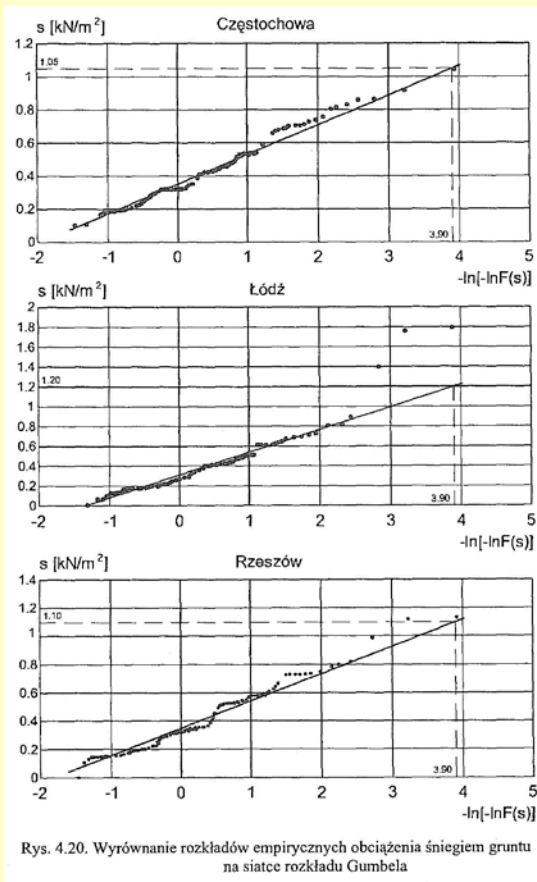 s [kN/m²] Częstochowa
1.2
1.05
1
0.8
0.6
0.4
0.2
0
3.90
-2 -1 0 1 2 3 4 5
-ln[-lnF(s)]
s [kN/m²] Łódź
2
1.8
1.6
1.4
1.20
1.2
1
0.8
0.6
0.4
0.2
0
3.90
-2 -1 0 1 2 3 4 5
-ln[-lnF(s)]
s [kN/m²] Rzeszów
1.4
1.2
1.10
1
0.8
0.6
0.4
0.2
0
3.90
-2 -1 0 1 2 3 4 5
-ln[-lnF(s)]
Rys. 4.20. Wyrównanie rozkładów empirycznych obciążenia śniegiem gruntu
na siatce rozkładu Gumbela